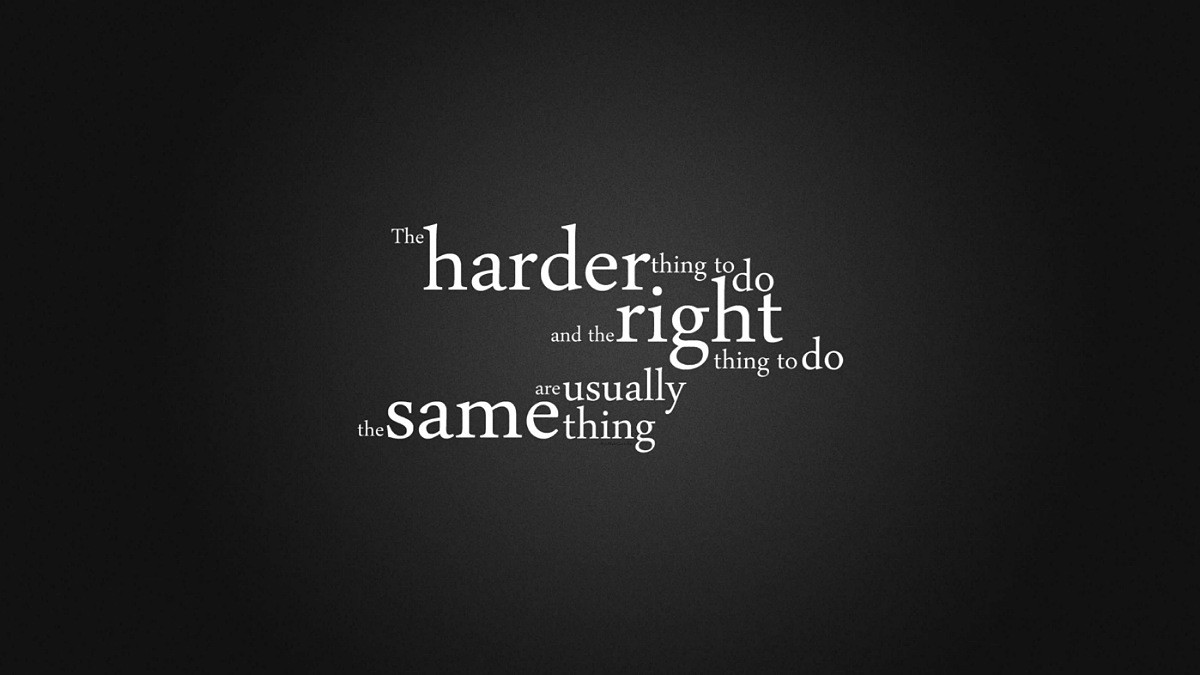 The harder thing to do
and the right
thing to do
are usually
the same thing